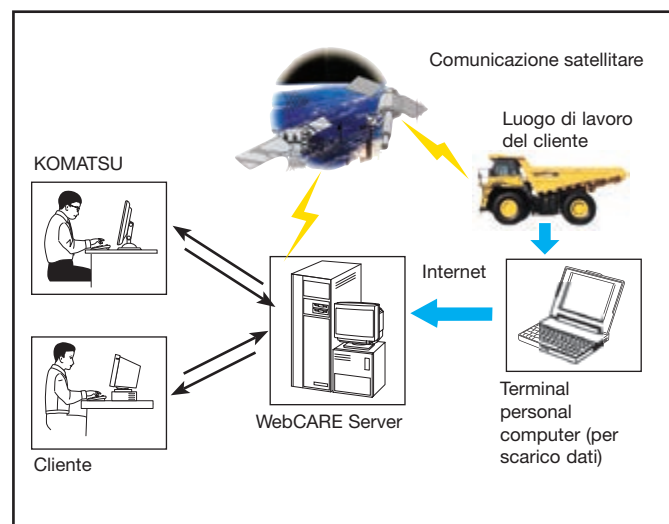 Comunicazione satellitare
Luogo di lavoro
del cliente
KOMATSU
Internet
WebCARE Server
Terminal
personal
computer (per
scarico dati)
Cliente